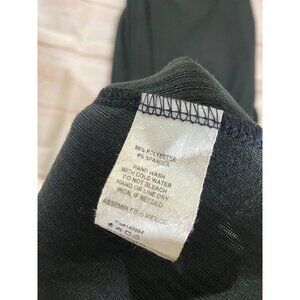 96% POLYESTER
4% SPANDEX
HAND WASH
WITH COLD WATER
DO NOT BLEACH
HAND OR LINE DRY
IRON, IF NEEDED
ASSEMBLED IN MEXICO